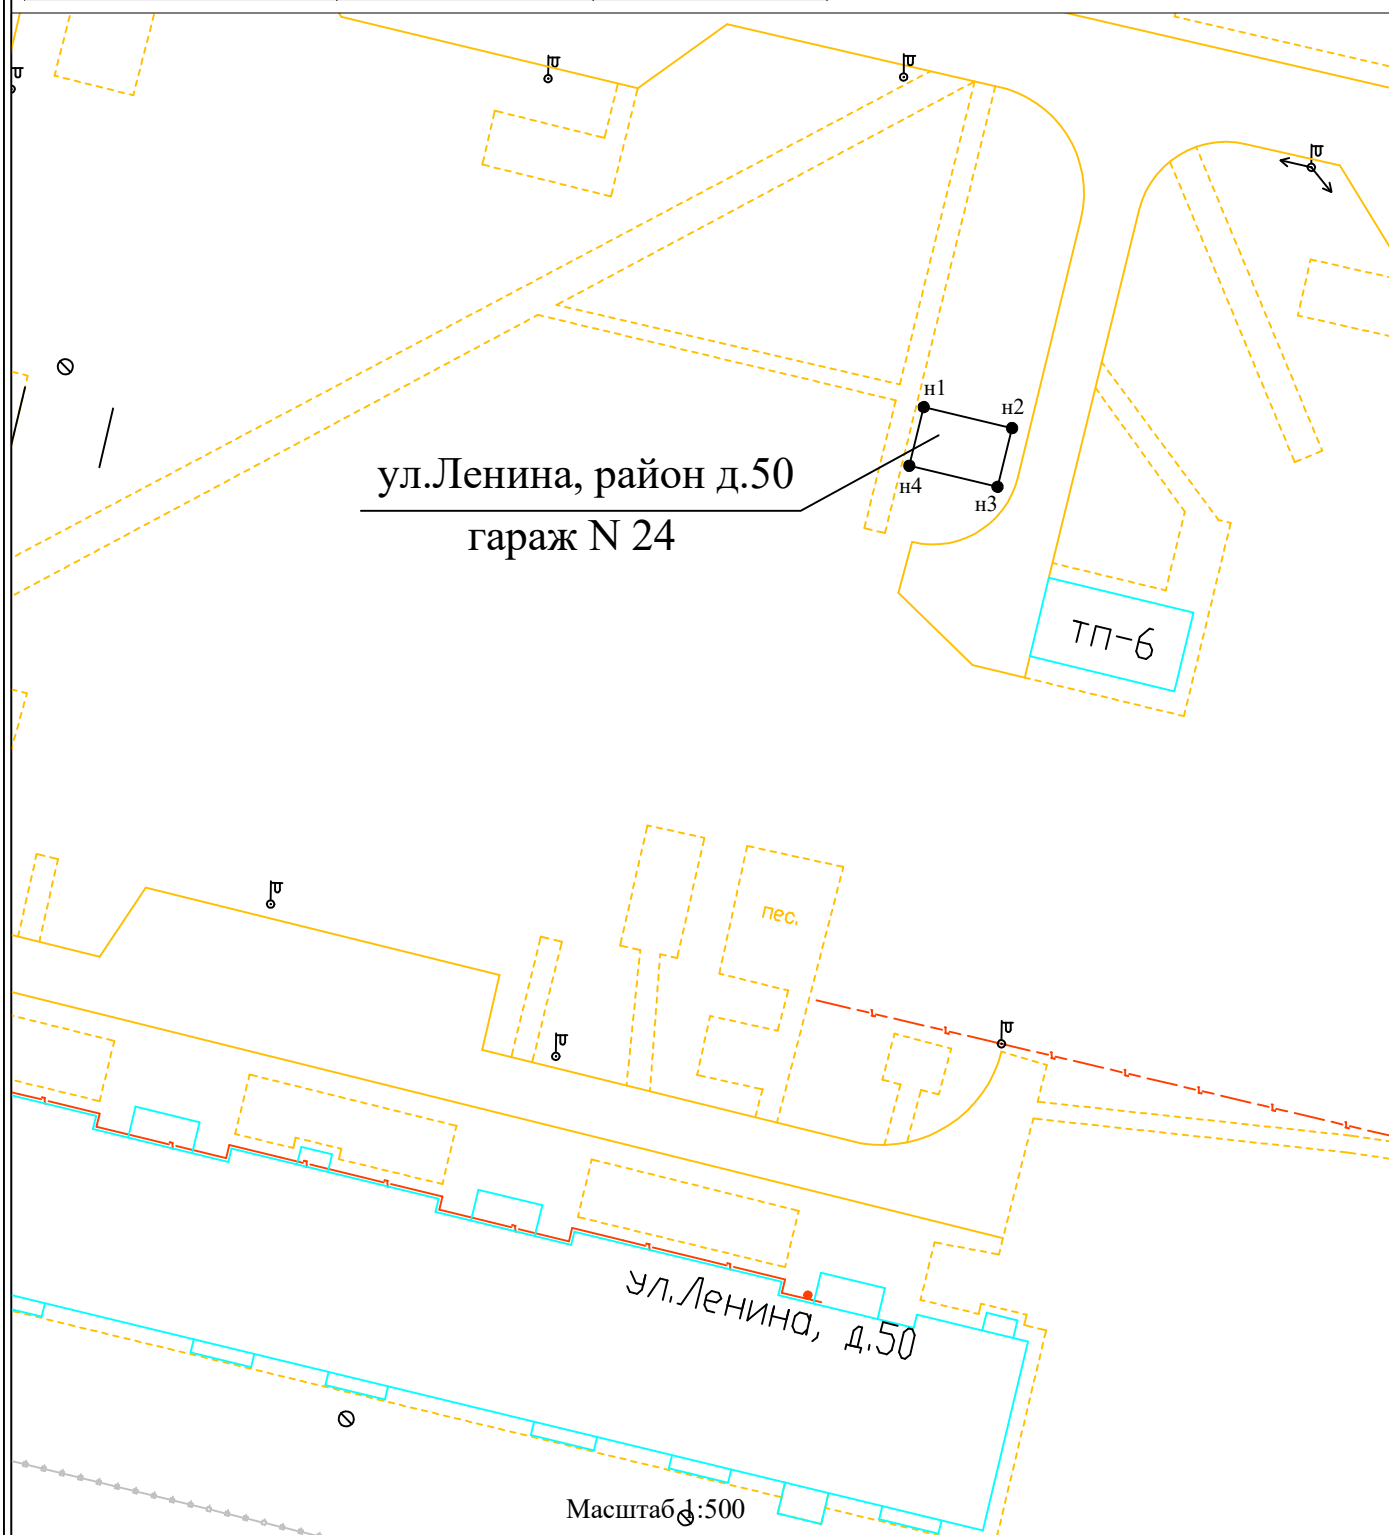 н1
н2
ул.Ленина, район д.50
н4
н3
гараж N 24
ТП-6
пес.
ул.Ленина, д.50
Масштаб 1:500